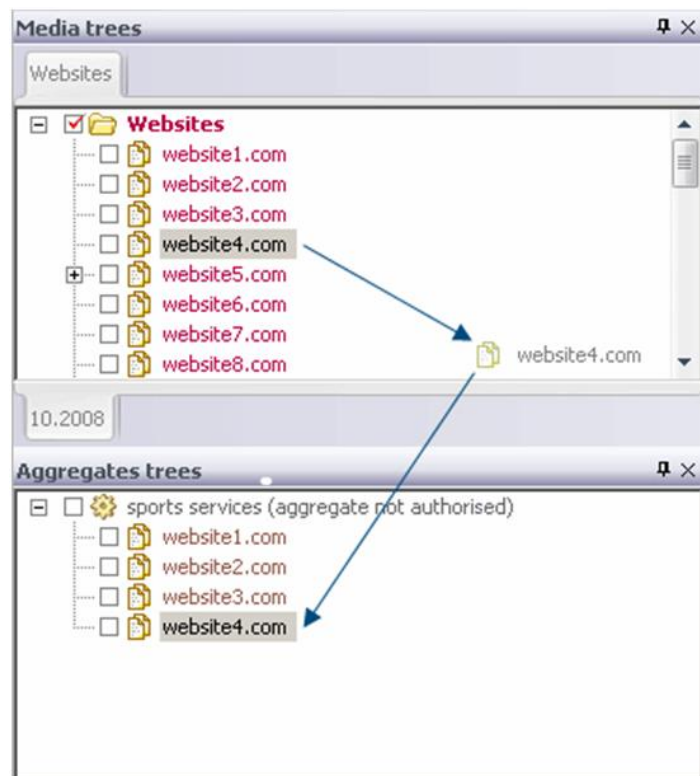 Media trees
Websites
Websites
website1.com
website2.com
website3.com
website4.com
website5.com
website6.com
website7.com
website8.com
website4.com
10.2008
Aggregates trees
sports services (aggregate not authorised)
website1.com
website2.com
website3.com
website4.com